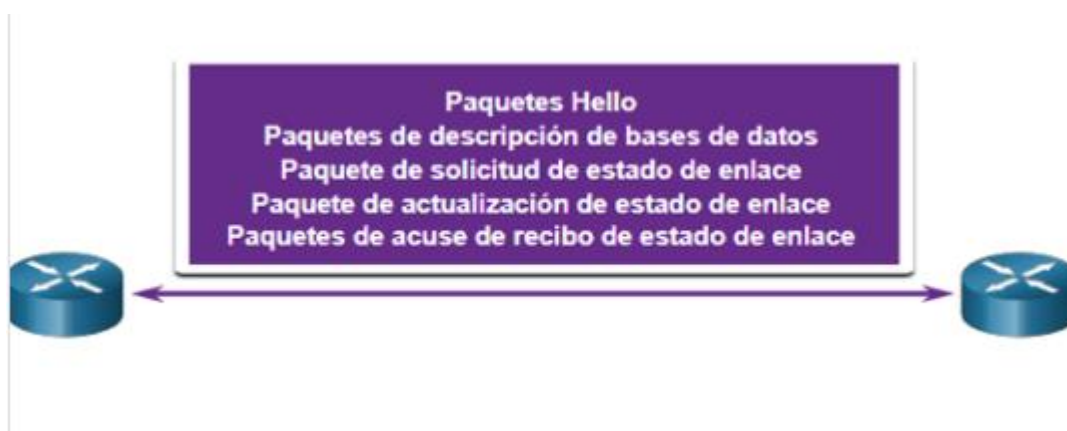 Paquetes Hello
Paquetes de descripción de bases de datos
Paquete de solicitud de estado de enlace
Paquete de actualización de estado de enlace
Paquetes de acuse de recibo de estado de enlace